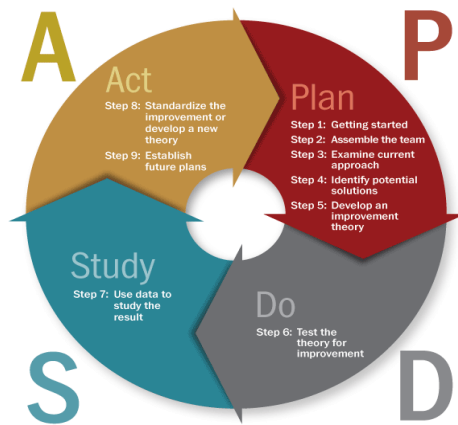 A
P
Act
Step 8: Standardize the
improvement or
develop a new
theory
Step 9: Establish
future plans
Plan
Step 1: Getting started
Step 2: Assemble the team
Step 3: Examine current
approach
Step 4: Identify potential
solutions
Step 5: Develop an
improvement
theory
Study
Step 7: Use data to
study the
result
Do
Step 6: Test the
theory for
improvement
S
D